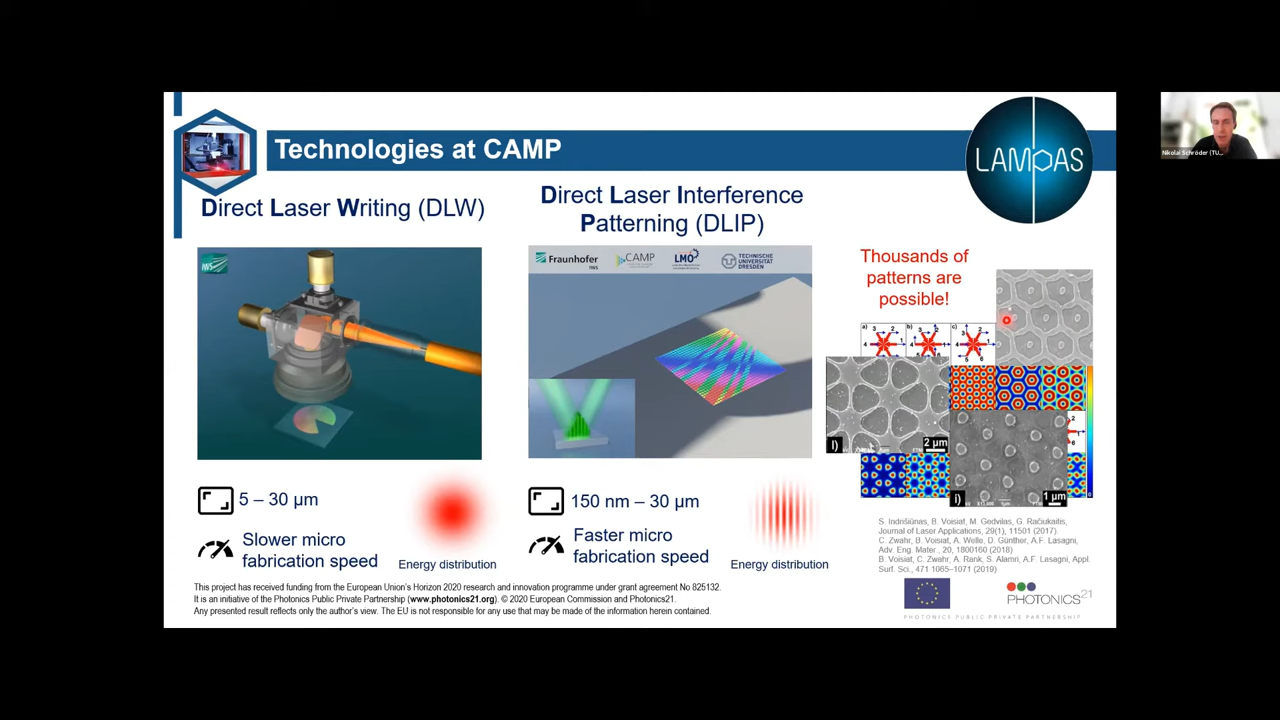 Technologies at CAMP
LAMPAS
Nikolai Schröder (TU...
Direct Laser Writing (DLW)
Direct Laser Interference
Patterning (DLIP)
IWS
Fraunhofer
IWS
CAMP
LMO
TECHNISCHE
UNIVERSITÄT
DRESDEN
Thousands of
patterns are
possible!
a)
b)
c)
l)
2 µm
i)
1 µm
5 – 30 µm
Slower micro
fabrication speed
Energy distribution
150 nm – 30 µm
Faster micro
fabrication speed
Energy distribution
S. Indrišiūnas, B. Voisiat, M. Gedvilas, G. Račiukaitis,
Journal of Laser Applications, 29(1), 11501 (2017)
C. Zwahr, B. Voisiat, A. Welle, D. Günther, A.F. Lasagni,
Adv. Eng. Mater., 20, 1800160 (2018)
B. Voisiat, C. Zwahr, A. Rank, S. Alamri, A.F. Lasagni, Appl.
Surf. Sci., 471 1065–1071 (2019)
This project has received funding from the European Union's Horizon 2020 research and innovation programme under grant agreement No 825132.
It is an initiative of the Photonics Public Private Partnership (www.photonics21.org). © 2020 European Commission and Photonics21.
Any presented result reflects only the author's view. The EU is not responsible for any use that may be made of the information herein contained.
PHOTONICS21
PHOTONICS PUBLIC PRIVATE PARTNERSHIP